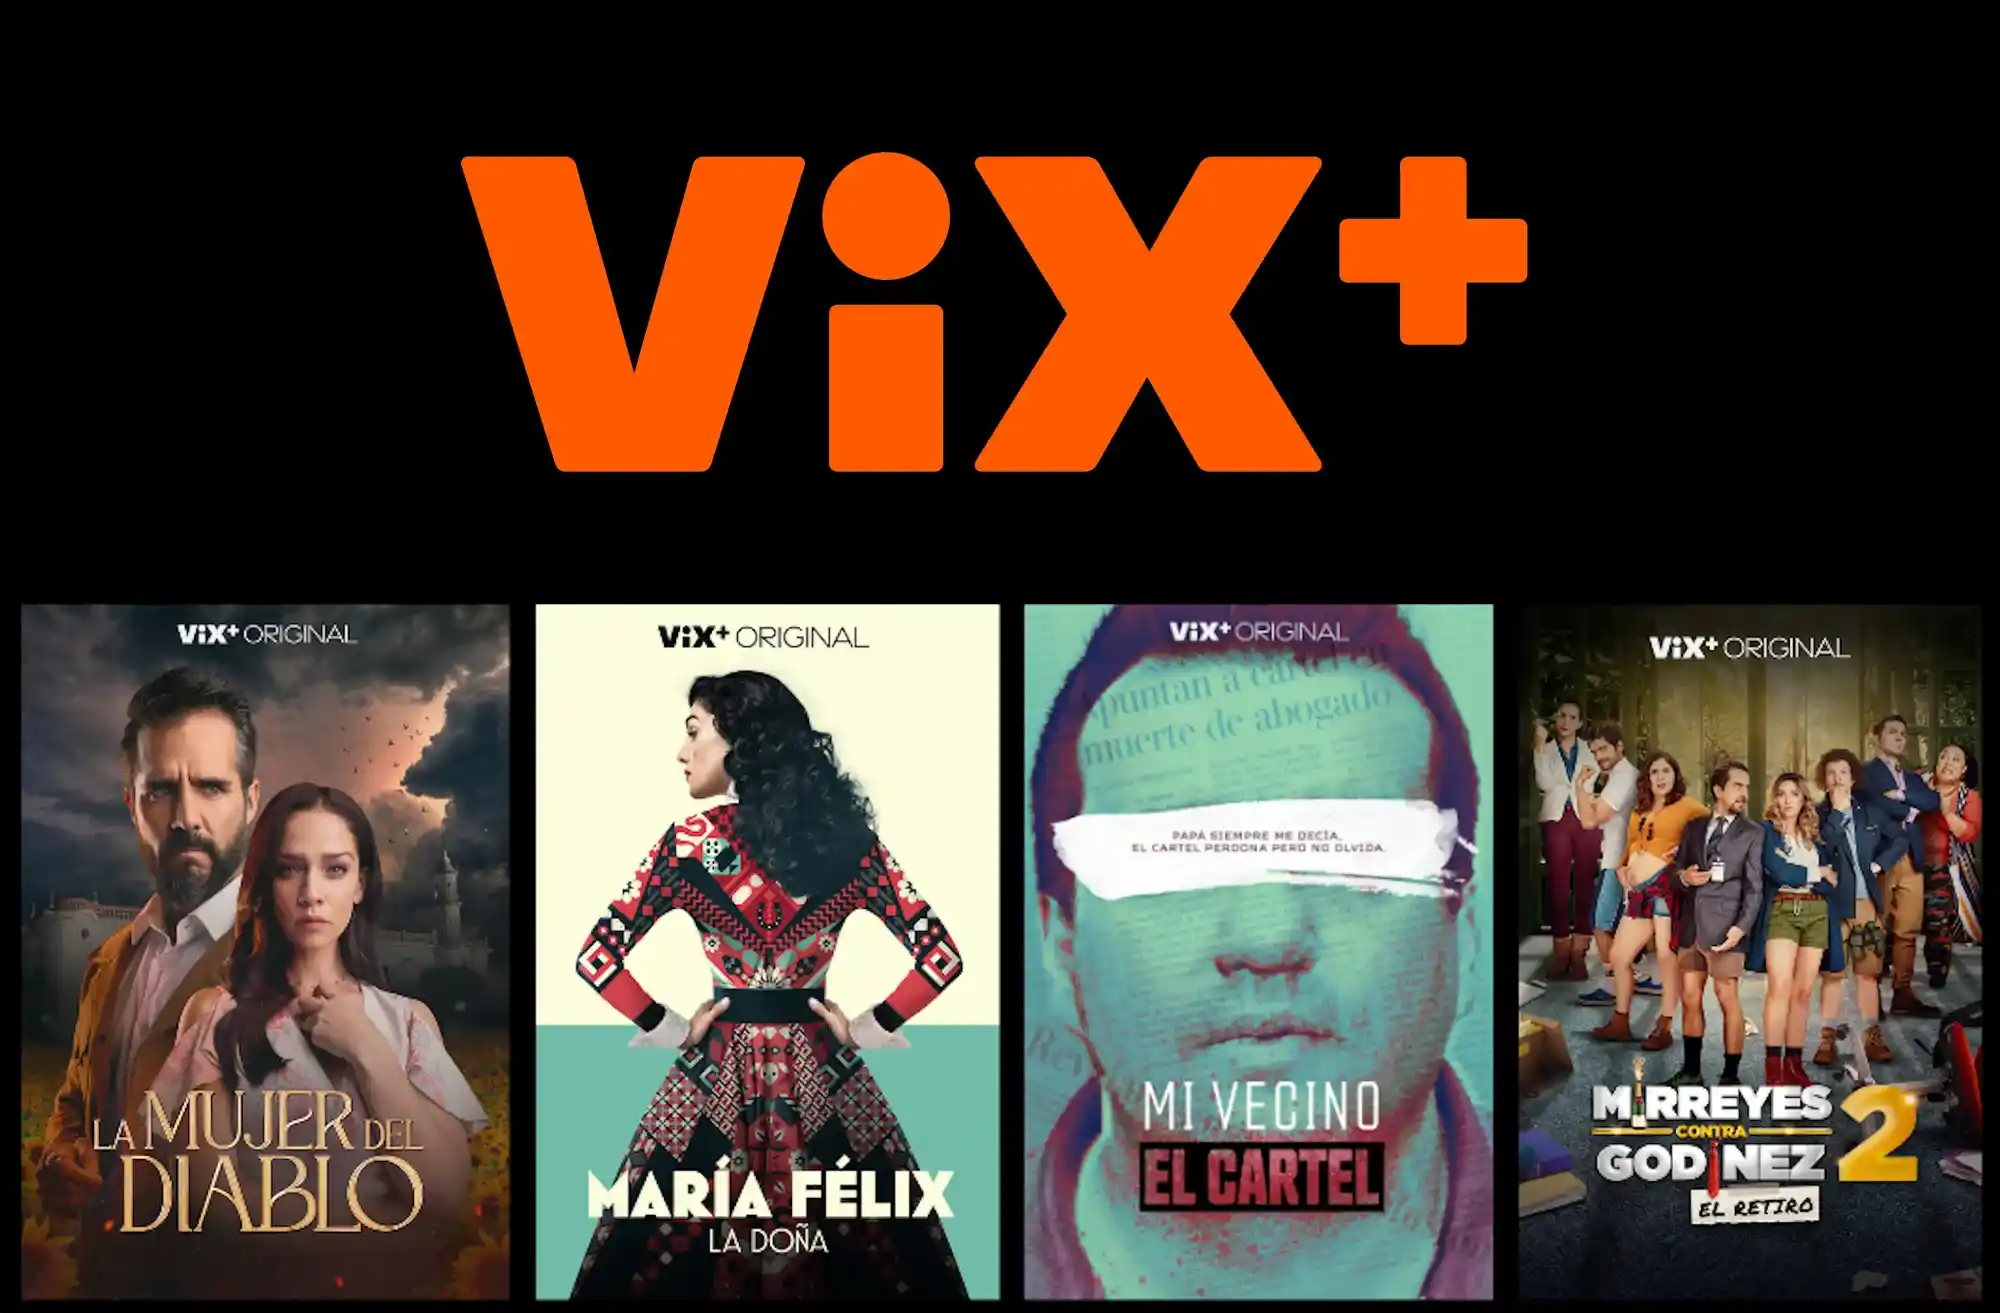 ViX+
ViX+ ORIGINAL
LA MUJER DEL
DIABLO
ViX+ ORIGINAL
MARÍA FÉLIX
LA DOÑA
ViX+ ORIGINAL
puntan a cartel
muerte de abogado
PAPÁ SIEMPRE ME DECÍA,
EL CARTEL PERDONA PERO NO OLVIDA.
MI VECINO
EL CARTEL
ViX+ ORIGINAL
MIRREYES
CONTRA
GODINEZ 2
EL RETIRO